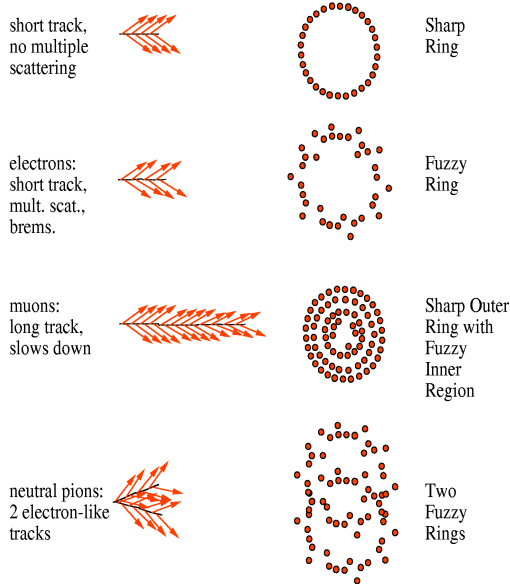 short track,
no multiple
scattering
Sharp
Ring
electrons:
short track,
mult. scat.,
brems.
Fuzzy
Ring
muons:
long track,
slows down
Sharp Outer
Ring with
Fuzzy
Inner
Region
neutral pions:
2 electron-like
tracks
Two
Fuzzy
Rings